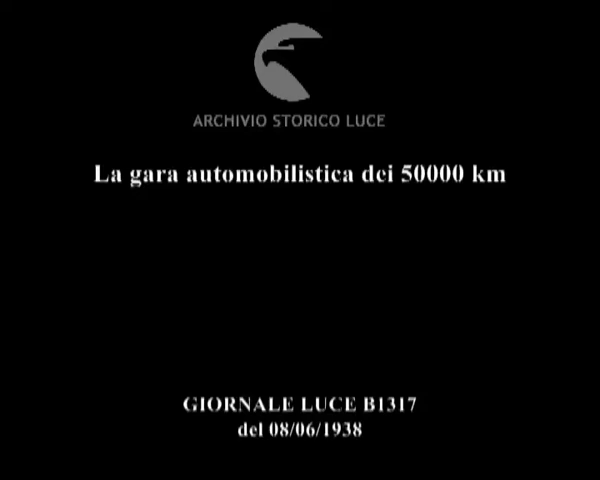 ARCHIVIO STORICO LUCE
La gara automobilistica dei 50000 km
GIORNALE LUCE B1317
del 08/06/1938